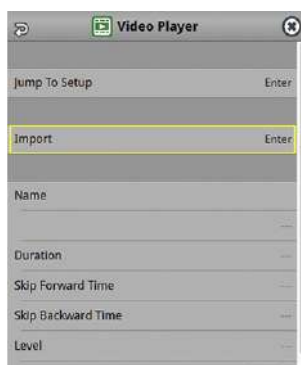 Video Player
Jump To Setup Enter
Import Enter
Name
---
Duration ---
Skip Forward Time ---
Skip Backward Time ---
Level ---